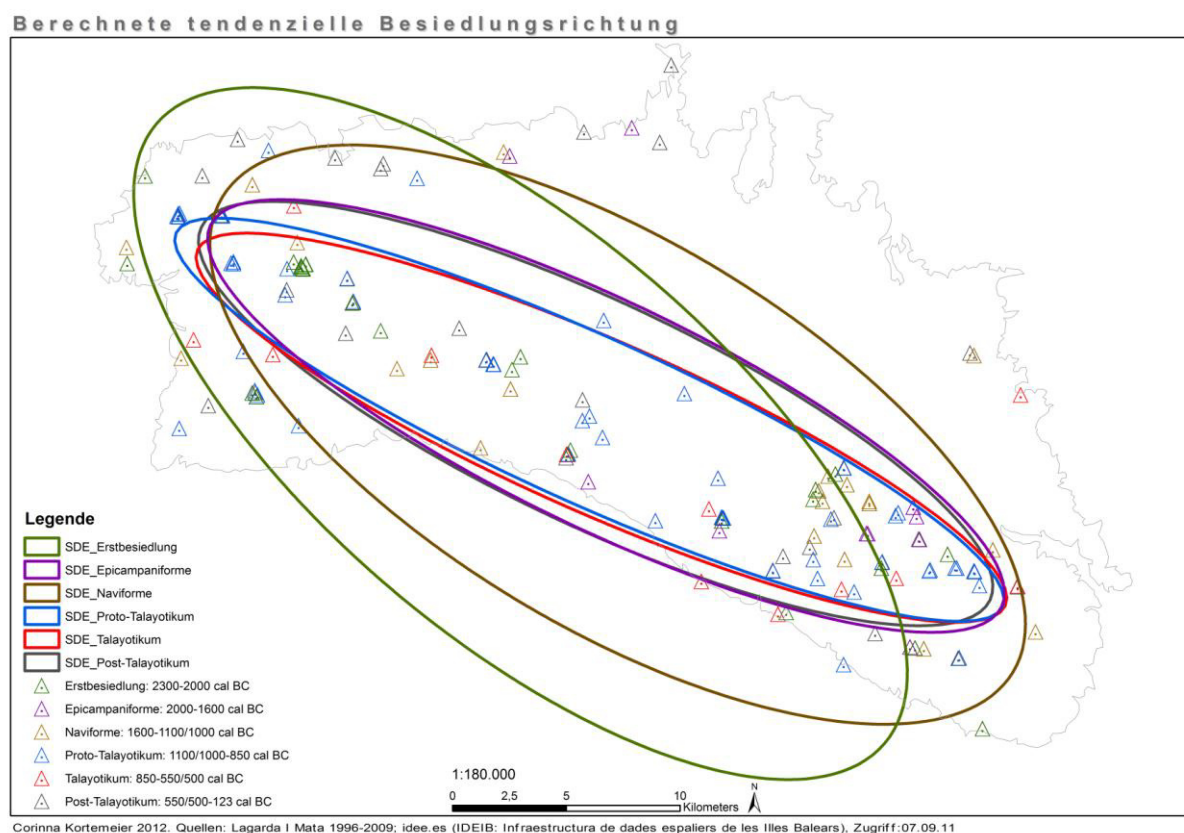 Berechnete tendenzielle Besiedlungsrichtung
Legende
SDE_Erstbesiedlung
SDE_Epicampaniforme
SDE_Naviforme
SDE_Proto-Talayotikum
SDE_Talayotikum
SDE_Post-Talayotikum
Erstbesiedlung: 2300-2000 cal BC
Epicampaniforme: 2000-1600 cal BC
Naviforme: 1600-1100/1000 cal BC
Proto-Talayotikum: 1100/1000-850 cal BC
Talayotikum: 850-550/500 cal BC
Post-Talayotikum: 550/500-123 cal BC
1:180.000
N
0 2,5 5 10
Kilometers
Corinna Kortemeier 2012. Quellen: Lagarda I Mata 1996-2009; idee.es (IDEIB: Infraestructura de dades espaliers de les Illes Balears), Zugriff:07.09.11